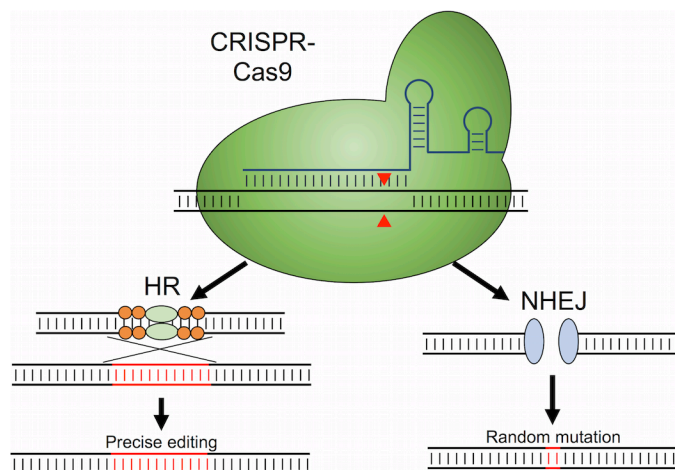 CRISPR-
Cas9
HR
NHEJ
Precise editing
Random mutation